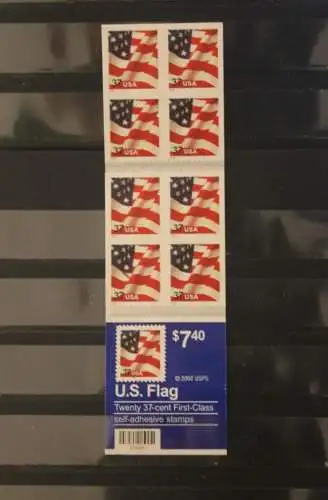 37 USA 37 USA
37 USA 37 USA
37 USA 37 USA
37 USA 37 USA
$7.40
© 2002 USPS
U.S. Flag
Twenty 37-cent First-Class
self-adhesive stamps